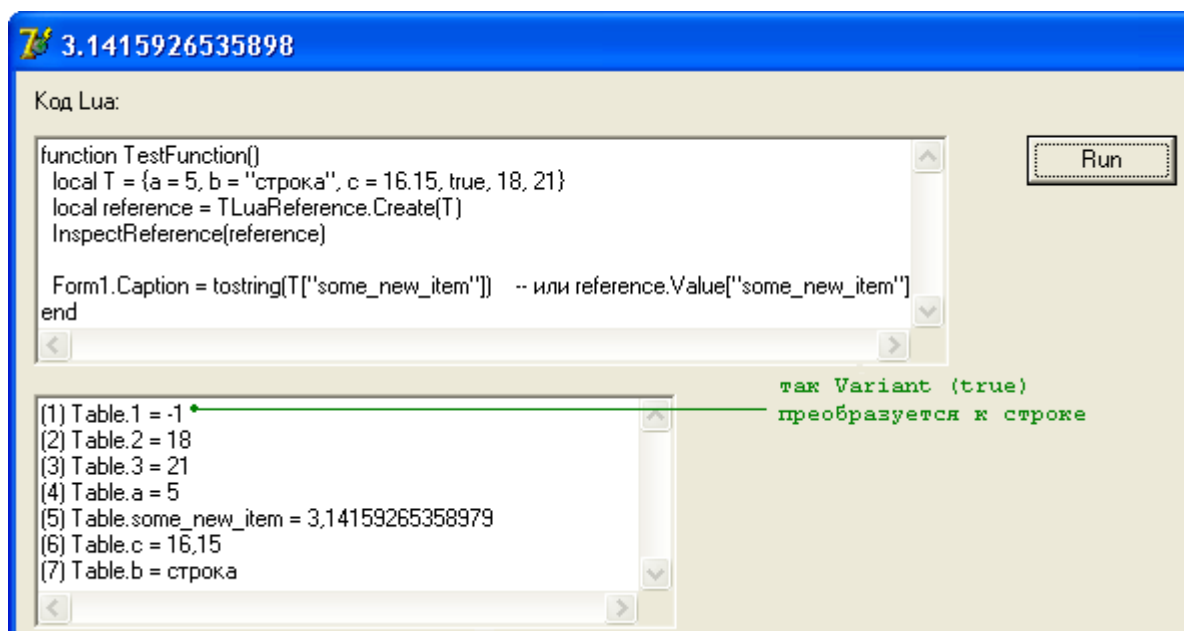 3.1415926535898
Код Lua:
function TestFunction()
local T = {a = 5, b = "строка", c = 16.15, true, 18, 21}
local reference = TLuaReference.Create(T)
InspectReference(reference)
Form1.Caption = tostring(T["some_new_item"]) -- или reference.Value["some_new_item"]
end
Run
так Variant (true)
преобразуется к строке
(1) Table.1 = -1
(2) Table.2 = 18
(3) Table.3 = 21
(4) Table.a = 5
(5) Table.some_new_item = 3,14159265358979
(6) Table.c = 16,15
(7) Table.b = строка